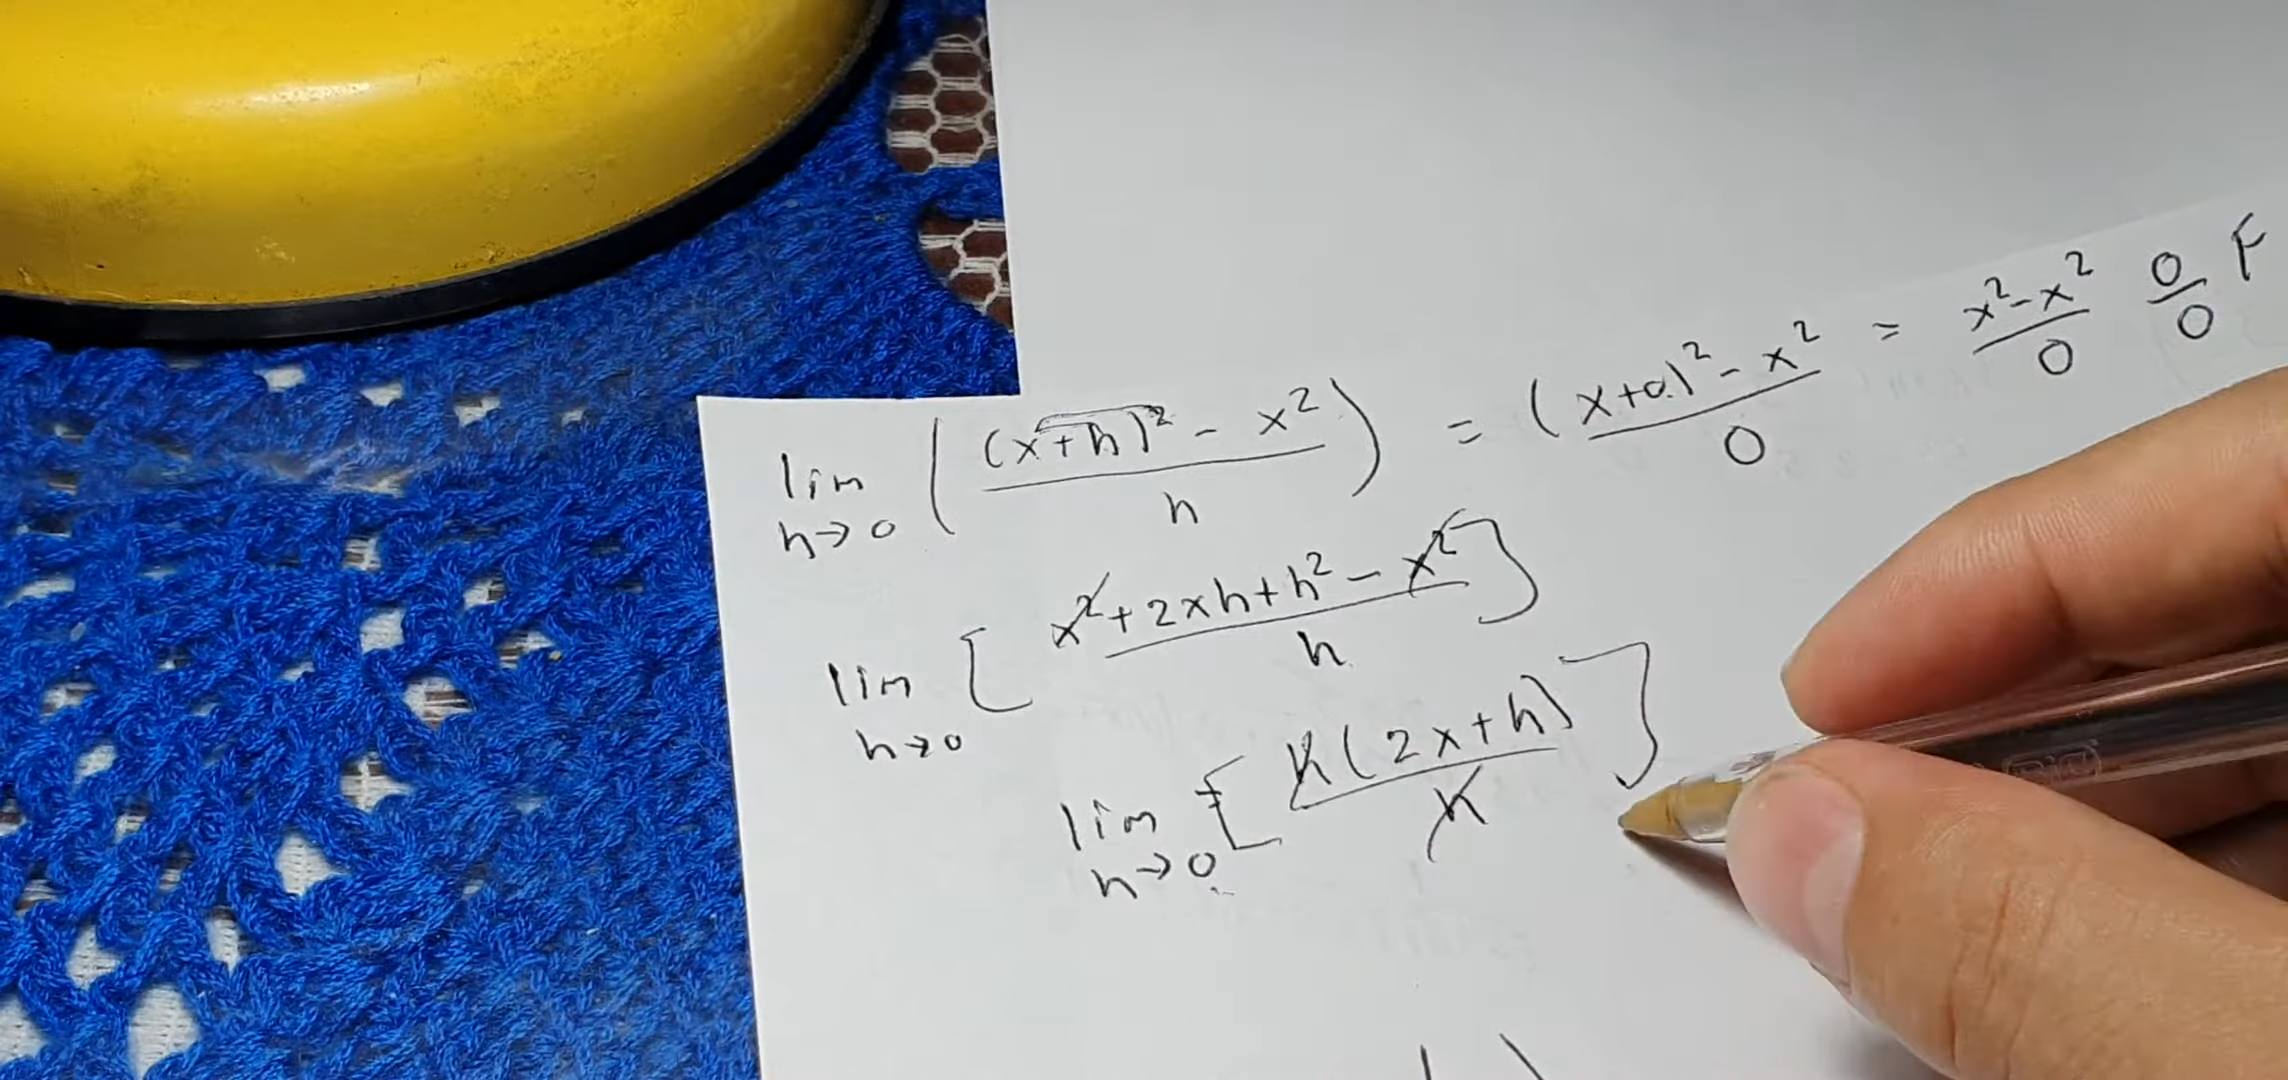 lim h→0 ( (x+h)² - x² / h ) = (x+0)² - x² / 0 = x² - x² / 0 0/0 F
lim h→0 [ x² + 2xh + h² - x² / h ]
lim h→0 [ h(2x+h) / h ]
BIC